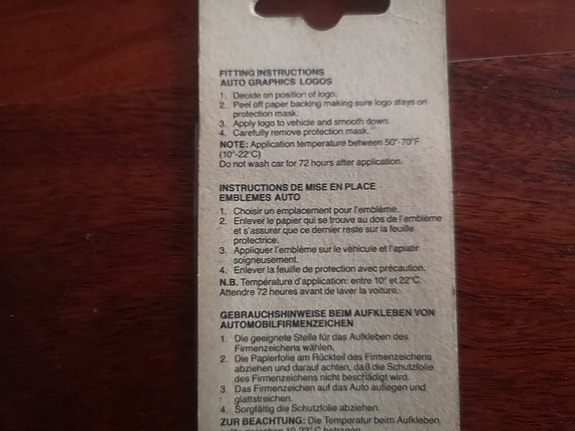 FITTING INSTRUCTIONS
AUTO GRAPHICS LOGOS
1. Decide on position of logo.
2. Peel off paper backing making sure logo stays on
protection mask.
3. Apply logo to vehicle and smooth down.
4. Carefully remove protection mask.
NOTE: Application temperature between 50°-70°F
(10°-22°C)
Do not wash car for 72 hours after application.
INSTRUCTIONS DE MISE EN PLACE
EMBLEMES AUTO
1. Choisir un emplacement pour l'emblème.
2. Enlever le papier qui se trouve au dos de l'emblème
et s'assurer que ce dernier reste sur la feuille
protectrice.
3. Appliquer l'emblème sur le véhicule et l'aplatir
soigneusement.
4. Enlever la feuille de protection avec précaution.
N.B. Température d'application: entre 10° et 22°C.
Attendre 72 heures avant de laver la voiture.
GEBRAUCHSHINWEISE BEIM AUFKLEBEN VON
AUTOMOBILFIRMENZEICHEN
1. Die geeignete Stelle für das Aufkleben des
Firmenzeichens wählen.
2. Die Papierfolie am Rückteil des Firmenzeichens
abziehen und darauf achten, daß die Schutzfolie
des Firmenzeichens nicht beschädigt wird.
3. Das Firmenzeichen auf das Auto auflegen und
glattstreichen.
4. Sorgfältig die Schutzfolie abziehen.
ZUR BEACHTUNG: Die Temperatur beim Aufkleben
sollte zwischen 10-22°C betragen.